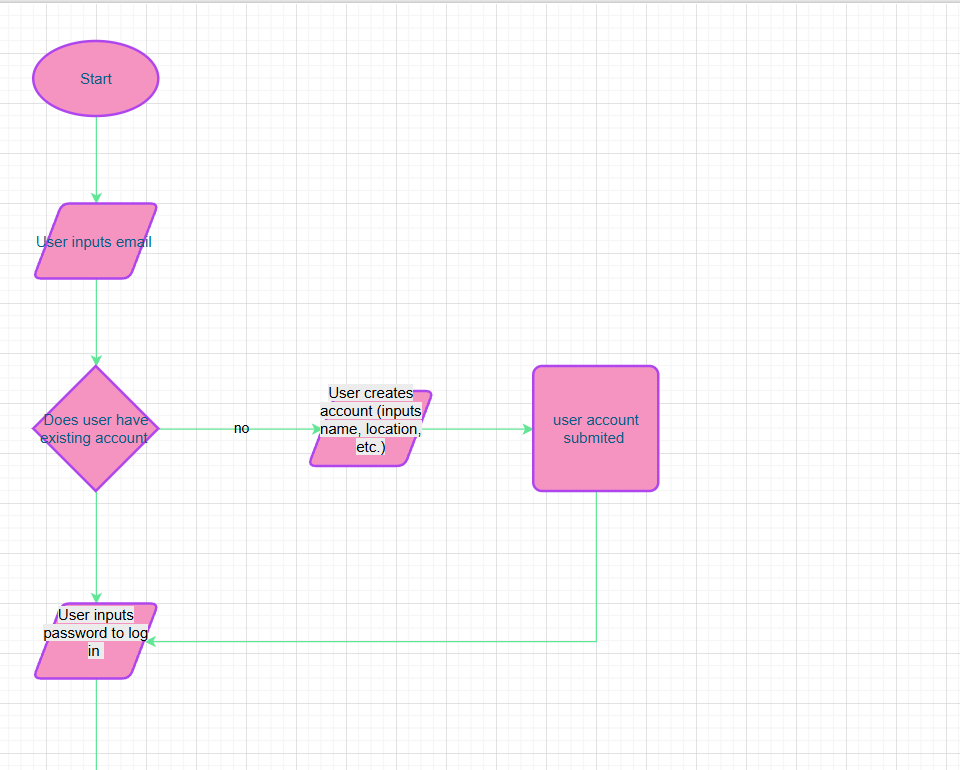 Start
User inputs email
Does user have
existing account
no
User creates
account (inputs
name, location,
etc.)
user account
submited
User inputs
password to log
in